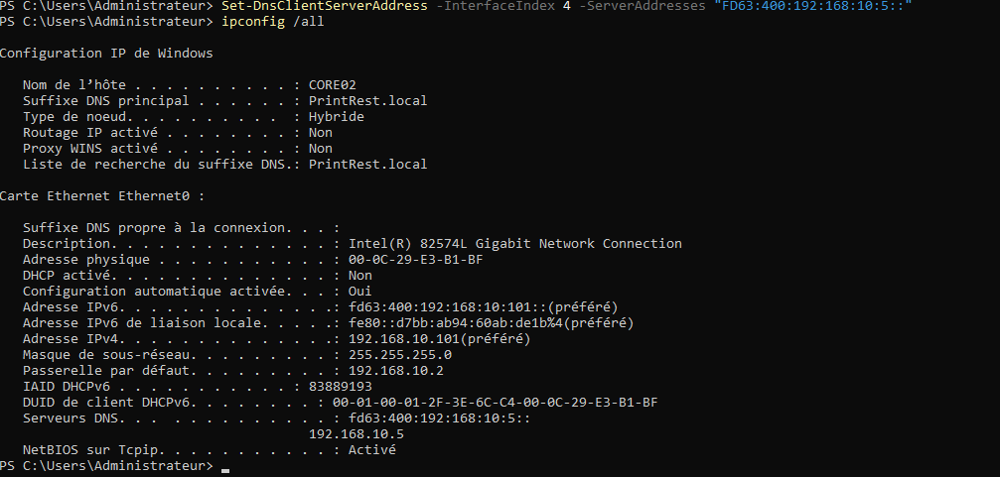 PS C:\Users\Administrateur> Set-DnsClientServerAddress -InterfaceIndex 4 -ServerAddresses "FD63:400:192:168:10:5::"
PS C:\Users\Administrateur> ipconfig /all
Configuration IP de Windows
Nom de l’hôte . . . . . . . . . . : CORE02
Suffixe DNS principal . . . . . . : PrintRest.local
Type de noeud. . . . . . . . . .  : Hybride
Routage IP activé . . . . . . . . : Non
Proxy WINS activé . . . . . . . . : Non
Liste de recherche du suffixe DNS.: PrintRest.local
Carte Ethernet Ethernet0 :
Suffixe DNS propre à la connexion. . . :
Description. . . . . . . . . . . . . . : Intel(R) 82574L Gigabit Network Connection
Adresse physique . . . . . . . . . . . : 00-0C-29-E3-B1-BF
DHCP activé. . . . . . . . . . . . . . : Non
Configuration automatique activée. . . : Oui
Adresse IPv6. . . . . . . . . . . . . .: fd63:400:192:168:10:101::(préféré)
Adresse IPv6 de liaison locale. . . . .: fe80::d7bb:ab94:60ab:de1b%4(préféré)
Adresse IPv4. . . . . . . . . . . . . .: 192.168.10.101(préféré)
Masque de sous-réseau. . . . . . . . . : 255.255.255.0
Passerelle par défaut. . . . . . . . . : 192.168.10.2
IAID DHCPv6 . . . . . . . . . . . : 83889193
DUID de client DHCPv6. . . . . . . . : 00-01-00-01-2F-3E-6C-C4-00-0C-29-E3-B1-BF
Serveurs DNS. . .  . . . . . . . . . . : fd63:400:192:168:10:5::
192.168.10.5
NetBIOS sur Tcpip. . . . . . . . . . . : Activé
PS C:\Users\Administrateur>